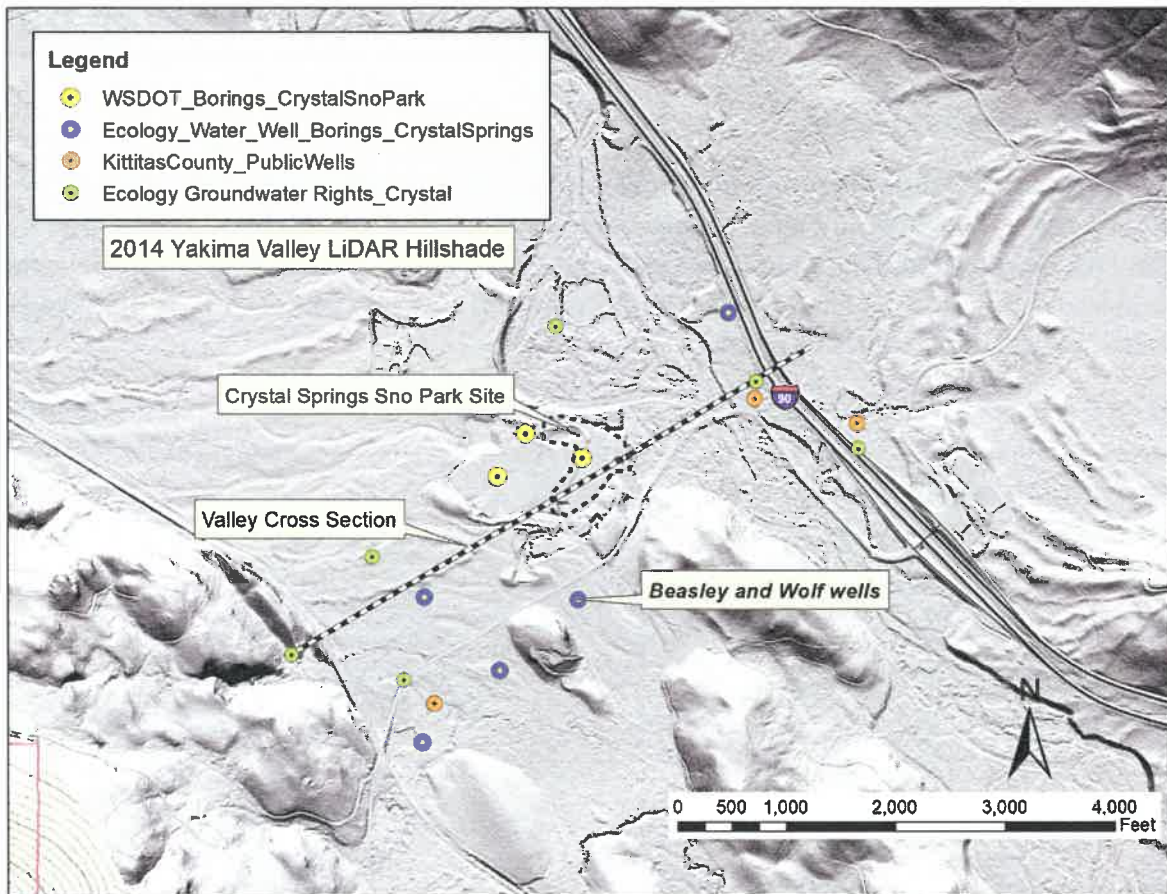 Legend
WSDOT_Borings_CrystalSnoPark
Ecology_Water_Well_Borings_CrystalSprings
KittitasCounty_PublicWells
Ecology Groundwater Rights_Crystal
2014 Yakima Valley LiDAR Hillshade
Crystal Springs Sno Park Site
90
Valley Cross Section
Beasley and Wolf wells
N
0 500 1,000 2,000 3,000 4,000
Feet